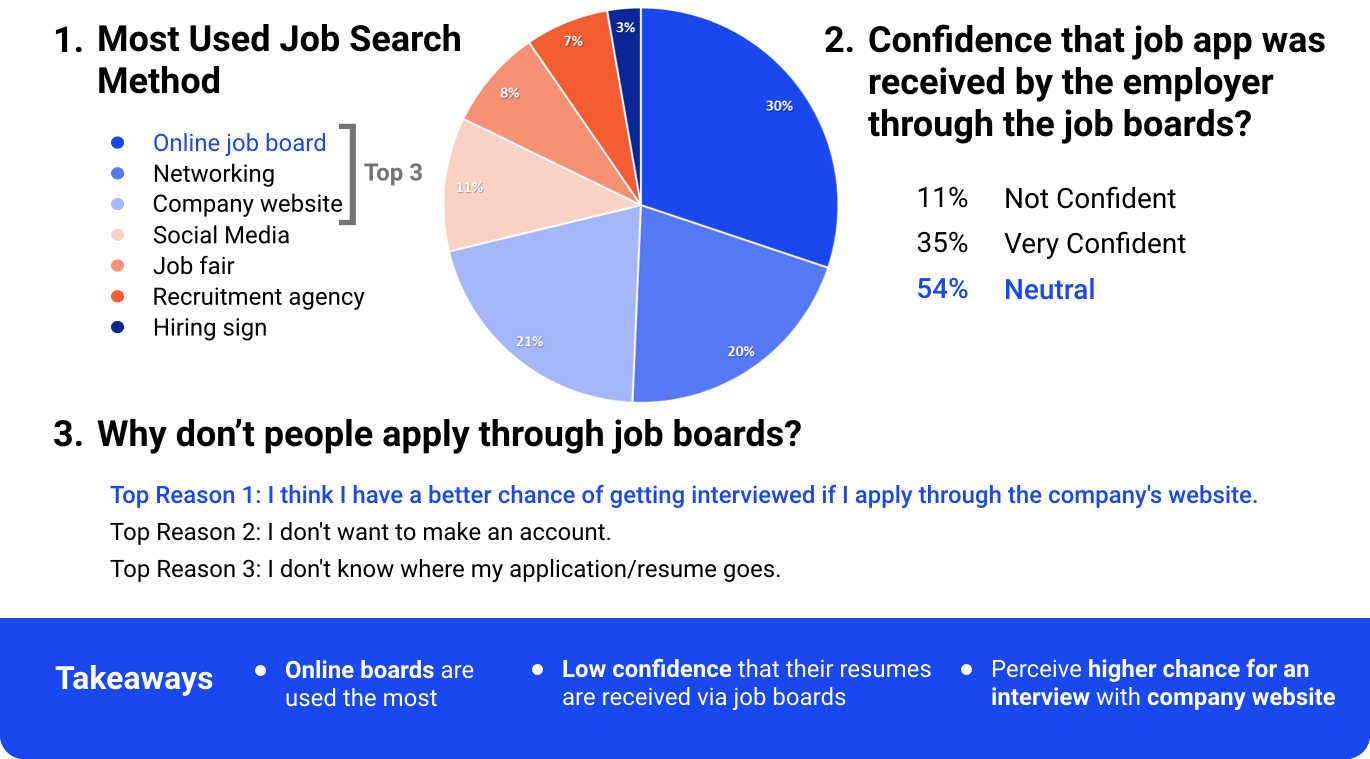 1. Most Used Job Search
Method
Online job board
Networking
Company website
Social Media
Job fair
Recruitment agency
Hiring sign
Top 3
3%
7%
8%
11%
21%
20%
30%
2. Confidence that job app was
received by the employer
through the job boards?
11% Not Confident
35% Very Confident
54% Neutral
3. Why don’t people apply through job boards?
Top Reason 1: I think I have a better chance of getting interviewed if I apply through the company's website.
Top Reason 2: I don't want to make an account.
Top Reason 3: I don't know where my application/resume goes.
Takeaways
Online boards are
used the most
Low confidence that their resumes
are received via job boards
Perceive higher chance for an
interview with company website